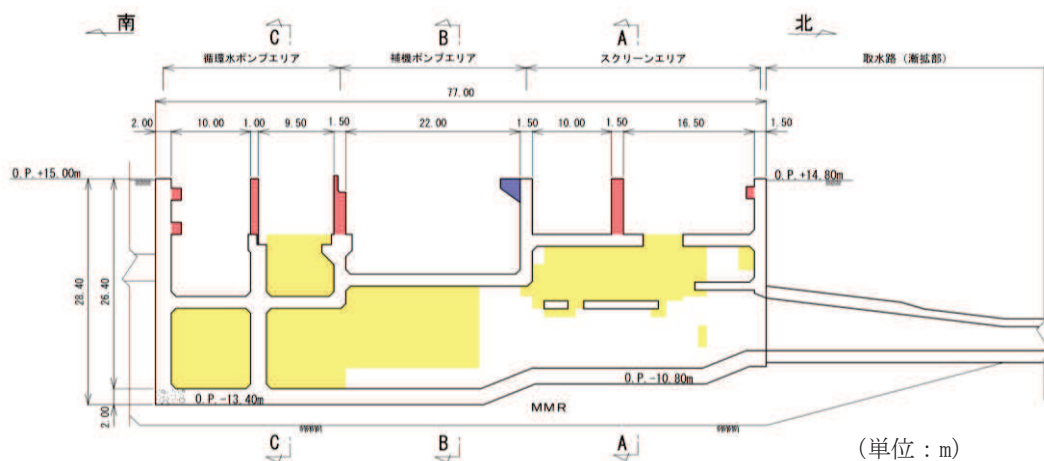 南
C
B
A
北
循環水ポンプエリア
補機ポンプエリア
スクリーンエリア
取水路（漸拡部）
77.00
2.00
10.00
1.00
9.50
1.50
22.00
1.50
10.00
1.50
16.50
1.50
O.P.+15.00m
O.P.+14.80m
28.40
26.40
2.00
O.P.-13.40m
O.P.-10.80m
MMR
C
B
A
(単位：m)